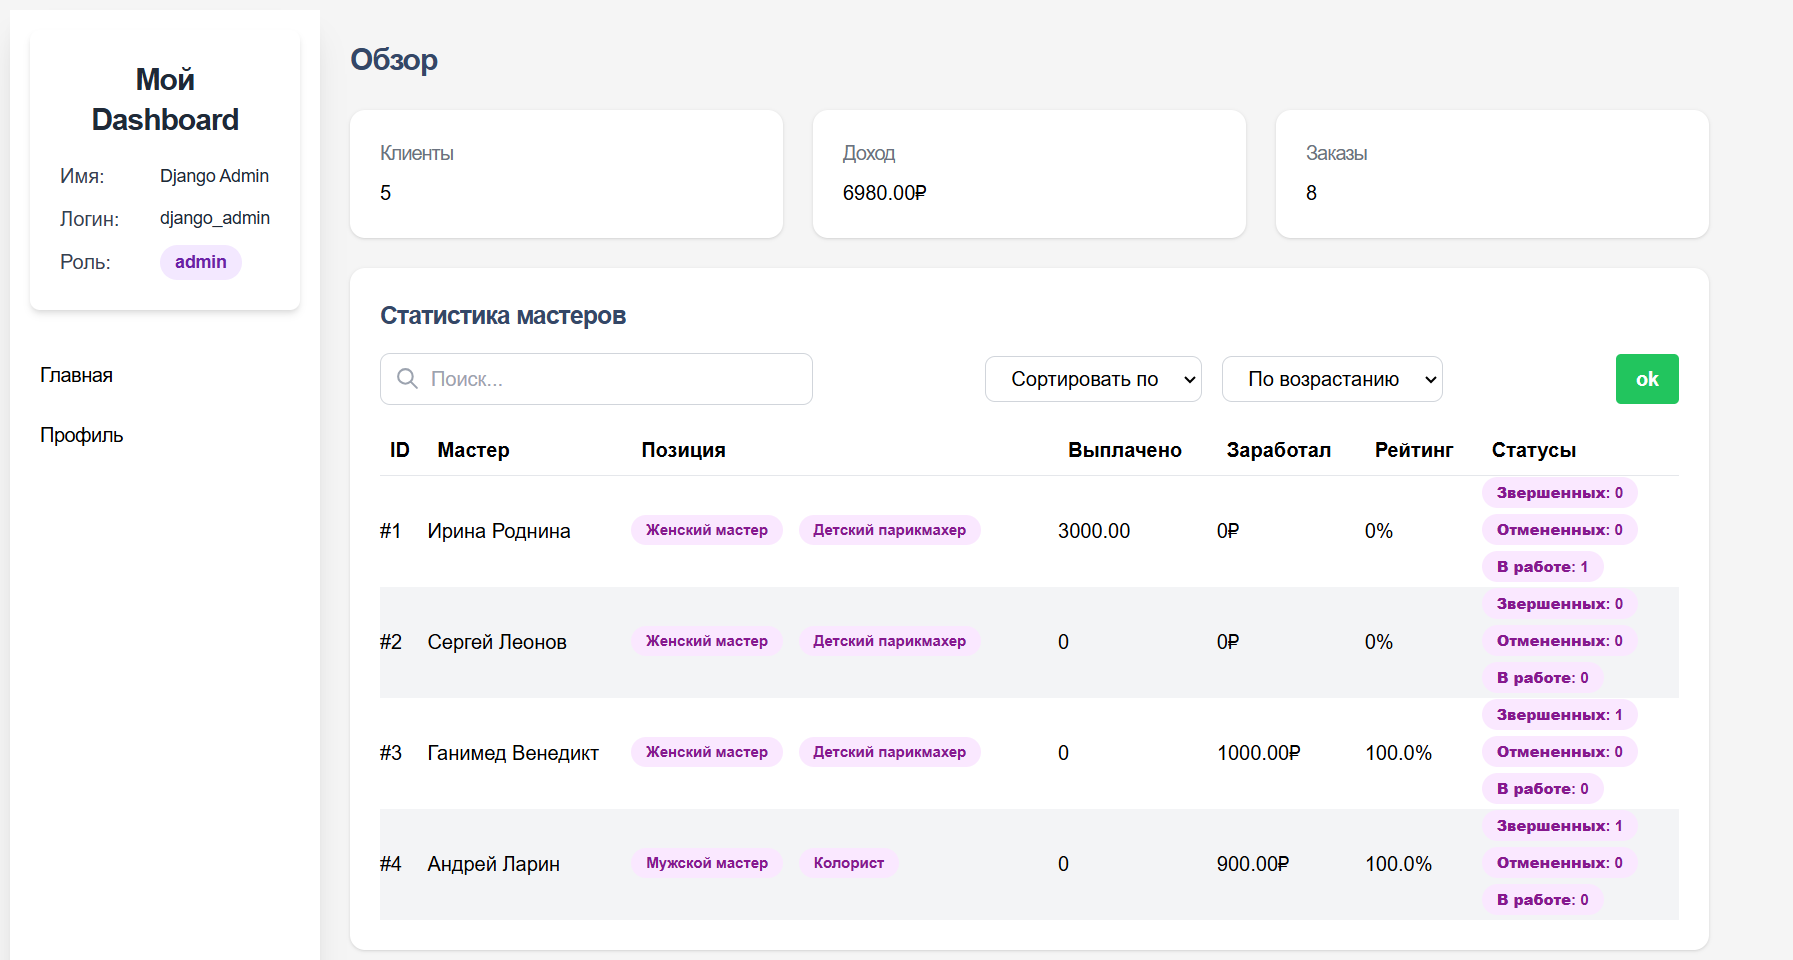 Мой
Dashboard
Имя: Django Admin
Логин: django_admin
Роль: admin
Главная
Профиль
Обзор
Клиенты
5
Доход
6980.00₽
Заказы
8
Статистика мастеров
Поиск... Сортировать по По возрастанию ok
ID Мастер Позиция Выплачено Заработал Рейтинг Статусы
#1 Ирина Роднина Женский мастер Детский парикмахер 3000.00 0₽ 0%
Звершенных: 0
Отмененных: 0
В работе: 1
#2 Сергей Леонов Женский мастер Детский парикмахер 0 0₽ 0%
Звершенных: 0
Отмененных: 0
В работе: 0
#3 Ганимед Венедикт Женский мастер Детский парикмахер 0 1000.00₽ 100.0%
Звершенных: 1
Отмененных: 0
В работе: 0
#4 Андрей Ларин Мужской мастер Колорист 0 900.00₽ 100.0%
Звершенных: 1
Отмененных: 0
В работе: 0